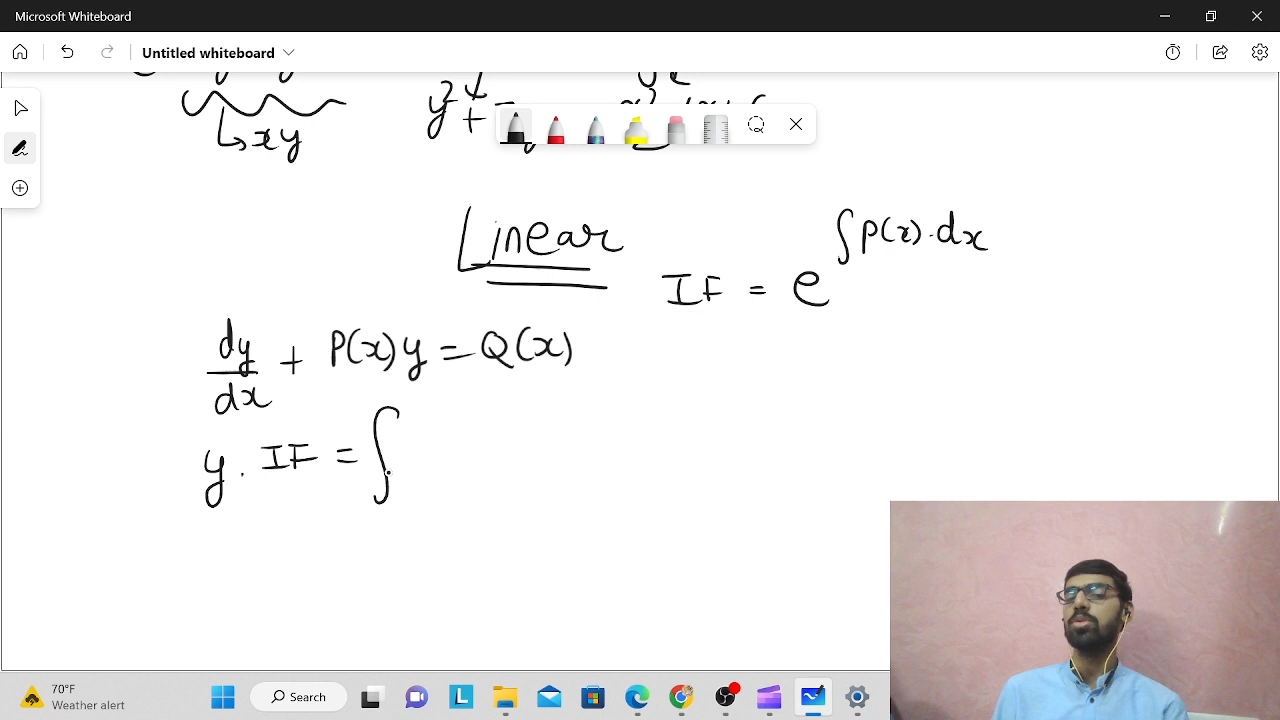 Microsoft Whiteboard
Untitled whiteboard
xy
Linear
IF = e^∫P(x)·dx
dy/dx + P(x)y = Q(x)
y. IF = ∫
70°F
Weather alert
Search